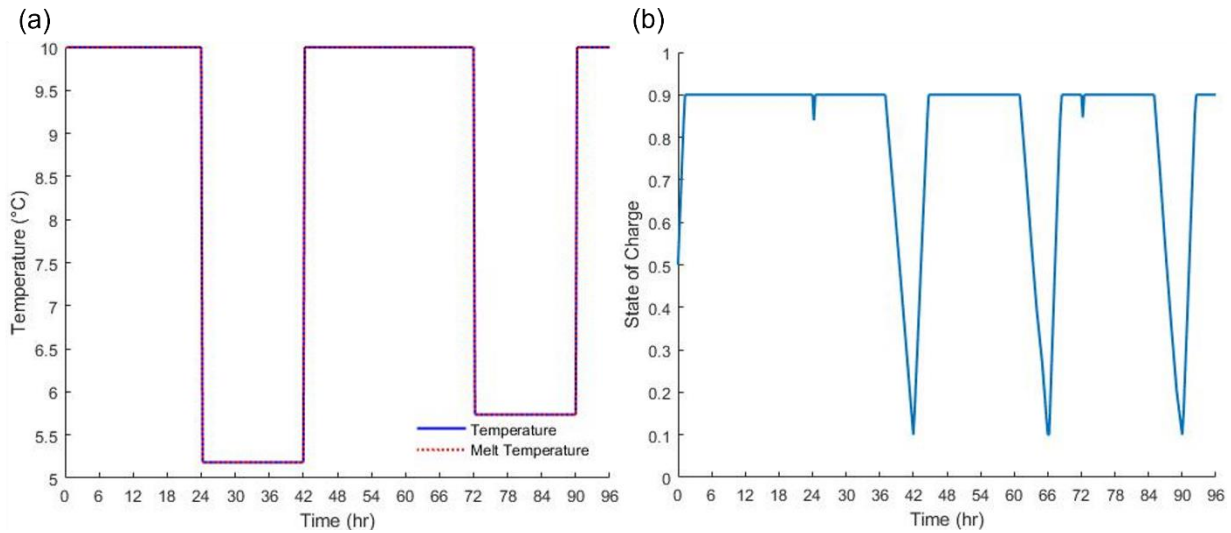 (a)
10
9.5
9
8.5
8
7.5
7
6.5
6
5.5
5
Temperature (°C)
Temperature
Melt Temperature
0 6 12 18 24 30 36 42 48 54 60 66 72 78 84 90 96
Time (hr)
(b)
1
0.9
0.8
0.7
0.6
0.5
0.4
0.3
0.2
0.1
0
State of Charge
0 6 12 18 24 30 36 42 48 54 60 66 72 78 84 90 96
Time (hr)